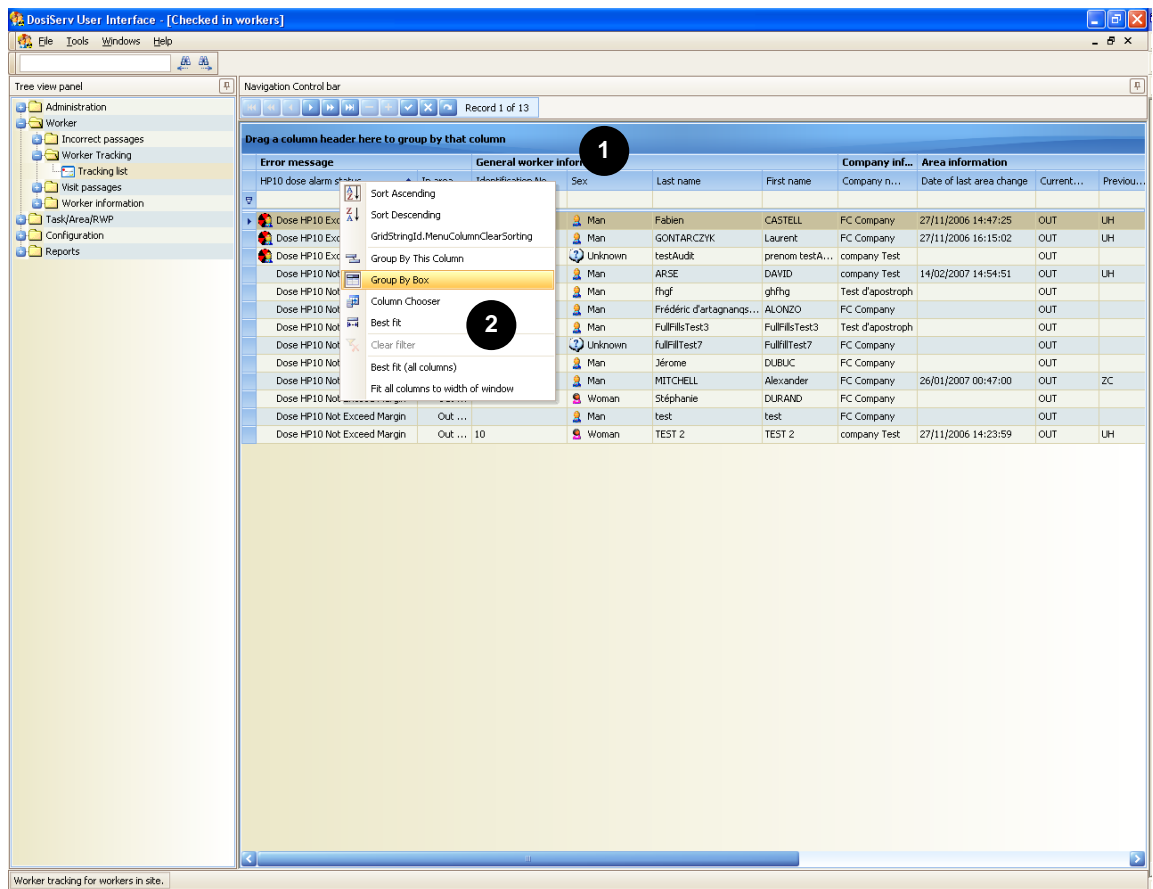 DosiServ User Interface - [Checked in workers]
File Tools Windows Help
Tree view panel
Navigation Control bar
Administration
Worker
Incorrect passages
Worker Tracking
Tracking list
Visit passages
Worker information
Task/Area/RWP
Configuration
Reports
Record 1 of 13
Drag a column header here to group by that column
1
Error message General worker inform Company inf... Area information
HP10 dose alarm status In area Identification No Sex Last name First name Company n... Date of last area change Current... Previou...
Dose HP10 Exc Man Fabien CASTELL FC Company 27/11/2006 14:47:25 OUT UH
Dose HP10 Exc Man GONTARCZYK Laurent FC Company 27/11/2006 16:15:02 OUT UH
Dose HP10 Exc Unknown testAudit prenom testA... company Test OUT
Dose HP10 Not Man ARSE DAVID company Test 14/02/2007 14:54:51 OUT UH
Dose HP10 Not Man fhgf ghfhg Test d'apostroph OUT
Dose HP10 Not Man Frédéric d'artagnanqs... ALONZO FC Company OUT
Dose HP10 Not Man FullFillsTest3 FullFillsTest3 Test d'apostroph OUT
Dose HP10 Not Unknown fullFillTest7 FullfillTest7 FC Company OUT
Dose HP10 Not Man Jérome DUBUC FC Company OUT
Dose HP10 Not Man MITCHELL Alexander FC Company 26/01/2007 00:47:00 OUT ZC
Dose HP10 Not Exceed Margin Out ... Woman Stéphanie DURAND FC Company OUT
Dose HP10 Not Exceed Margin Out ... Man test test FC Company OUT
Dose HP10 Not Exceed Margin Out ... 10 Woman TEST 2 TEST 2 company Test 27/11/2006 14:23:59 OUT UH
Sort Ascending
Sort Descending
GridStringId.MenuColumnClearSorting
Group By This Column
Group By Box
Column Chooser
2
Best fit
Clear filter
Best fit (all columns)
Fit all columns to width of window
Worker tracking for workers in site.